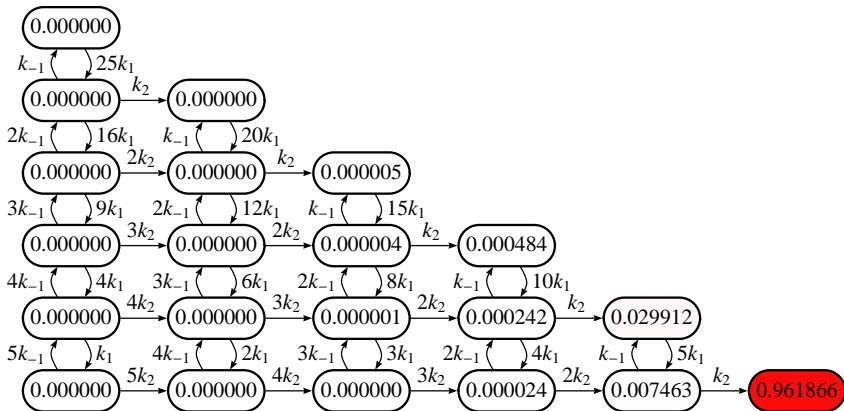 0.000000
k₋₁ 25k₁
k₂
0.000000 0.000000
2k₋₁ 16k₁ k₋₁ 20k₁
2k₂ k₂
0.000000 0.000000 0.000005
3k₋₁ 9k₁ 2k₋₁ 12k₁ k₋₁ 15k₁
3k₂ 2k₂ k₂
0.000000 0.000000 0.000004 0.000484
4k₋₁ 4k₁ 3k₋₁ 6k₁ 2k₋₁ 8k₁ k₋₁ 10k₁
4k₂ 3k₂ 2k₂ k₂
0.000000 0.000000 0.000001 0.000242 0.029912
5k₋₁ k₁ 4k₋₁ 2k₁ 3k₋₁ 3k₁ 2k₋₁ 4k₁ k₋₁ 5k₁
5k₂ 4k₂ 3k₂ 2k₂ k₂
0.000000 0.000000 0.000000 0.000024 0.007463 0.961866